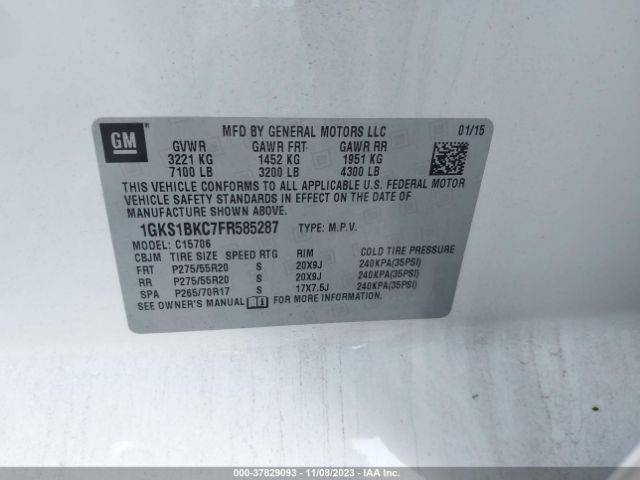 GM
MFD BY GENERAL MOTORS LLC 01/15
GVWR GAWR FRT GAWR RR
3221 KG 1452 KG 1951 KG
7100 LB 3200 LB 4300 LB
THIS VEHICLE CONFORMS TO ALL APPLICABLE U.S. FEDERAL MOTOR
VEHICLE SAFETY STANDARDS IN EFFECT ON THE DATE OF
MANUFACTURE SHOWN ABOVE.
1GKS1BKC7FR585287 TYPE: M.P.V.
MODEL: C15706
CBJM TIRE SIZE SPEED RTG RIM COLD TIRE PRESSURE
FRT P275/55R20 S 20X9J 240KPA(35PSI)
RR P275/55R20 S 20X9J 240KPA(35PSI)
SPA P265/70R17 S 17X7.5J 240KPA(35PSI)
SEE OWNER'S MANUAL FOR MORE INFORMATION.
000-37829093 - 11/08/2023 - IAA Inc.